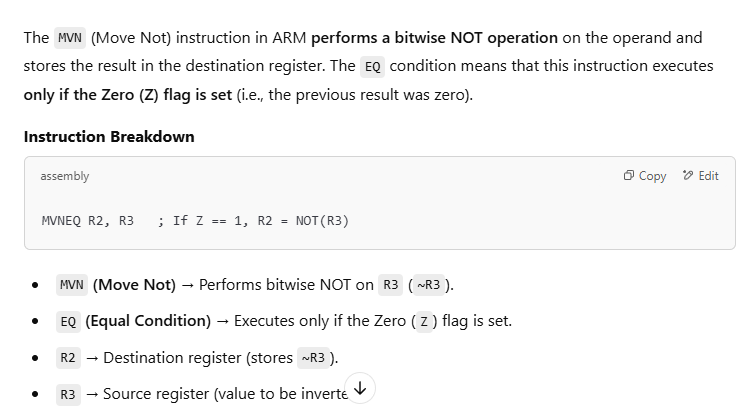 The MVN (Move Not) instruction in ARM performs a bitwise NOT operation on the operand and
stores the result in the destination register. The EQ condition means that this instruction executes
only if the Zero (Z) flag is set (i.e., the previous result was zero).
Instruction Breakdown
assembly Copy Edit
MVNEQ R2, R3 ; If Z == 1, R2 = NOT(R3)
• MVN (Move Not) → Performs bitwise NOT on R3 ( ~R3 ).
• EQ (Equal Condition) → Executes only if the Zero ( Z ) flag is set.
• R2 → Destination register (stores ~R3 ).
• R3 → Source register (value to be